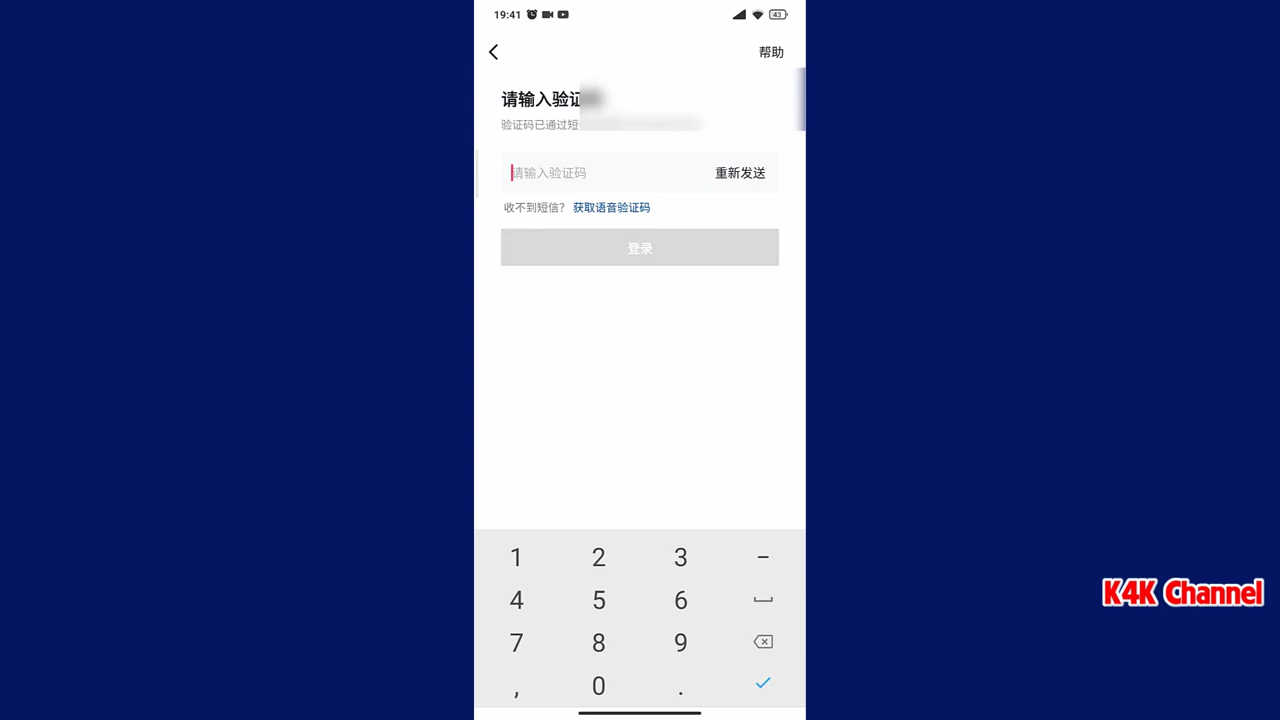 19:41
43
帮助
请输入验证
验证码已通过短
请输入验证码
重新发送
收不到短信? 获取语音验证码
登录
1 2 3 -
4 5 6
7 8 9
, 0 .
K4K Channel